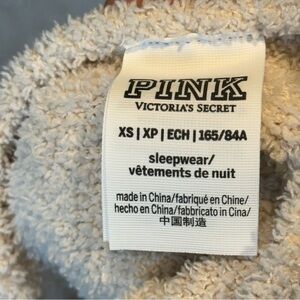 PINK
VICTORIA'S SECRET
XS | XP | ECH | 165/84A
sleepwear/
vêtements de nuit
made in China/fabriqué en Chine/
hecho en China/fabbricato in Cina/
中国制造